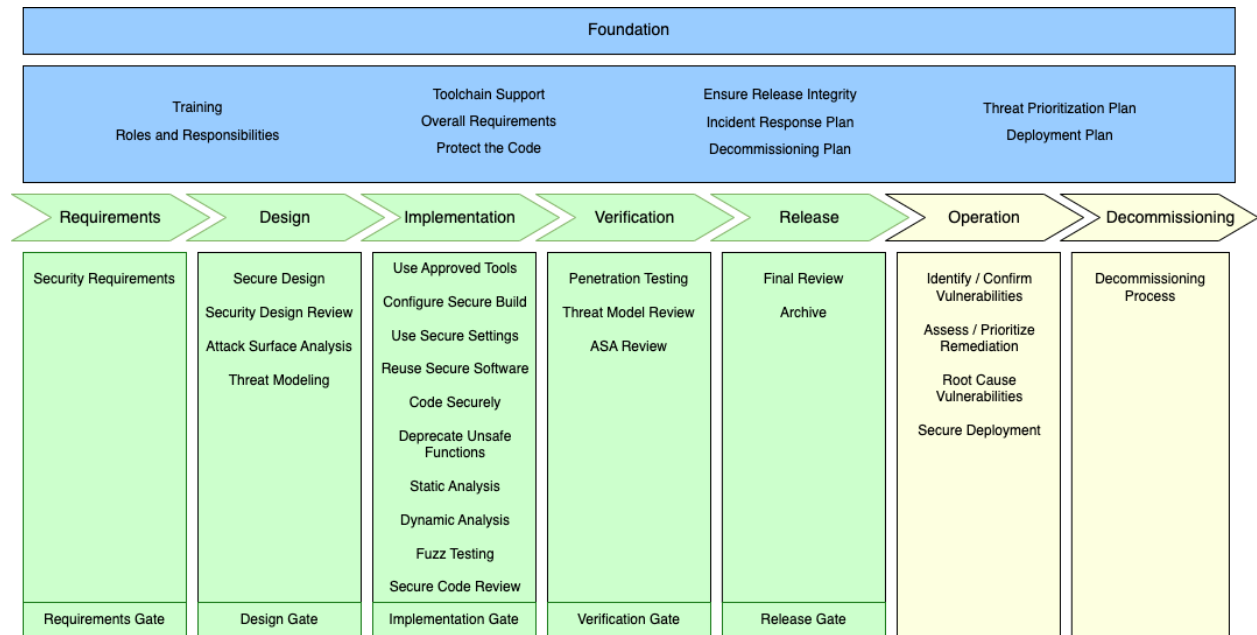 Foundation
Training
Roles and Responsibilities
Toolchain Support
Overall Requirements
Protect the Code
Ensure Release Integrity
Incident Response Plan
Decommissioning Plan
Threat Prioritization Plan
Deployment Plan
Requirements
Design
Implementation
Verification
Release
Operation
Decommissioning
Security Requirements
Requirements Gate
Secure Design
Security Design Review
Attack Surface Analysis
Threat Modeling
Design Gate
Use Approved Tools
Configure Secure Build
Use Secure Settings
Reuse Secure Software
Code Securely
Deprecate Unsafe
Functions
Static Analysis
Dynamic Analysis
Fuzz Testing
Secure Code Review
Implementation Gate
Penetration Testing
Threat Model Review
ASA Review
Verification Gate
Final Review
Archive
Release Gate
Identify / Confirm
Vulnerabilities
Assess / Prioritize
Remediation
Root Cause
Vulnerabilities
Secure Deployment
Decommissioning
Process